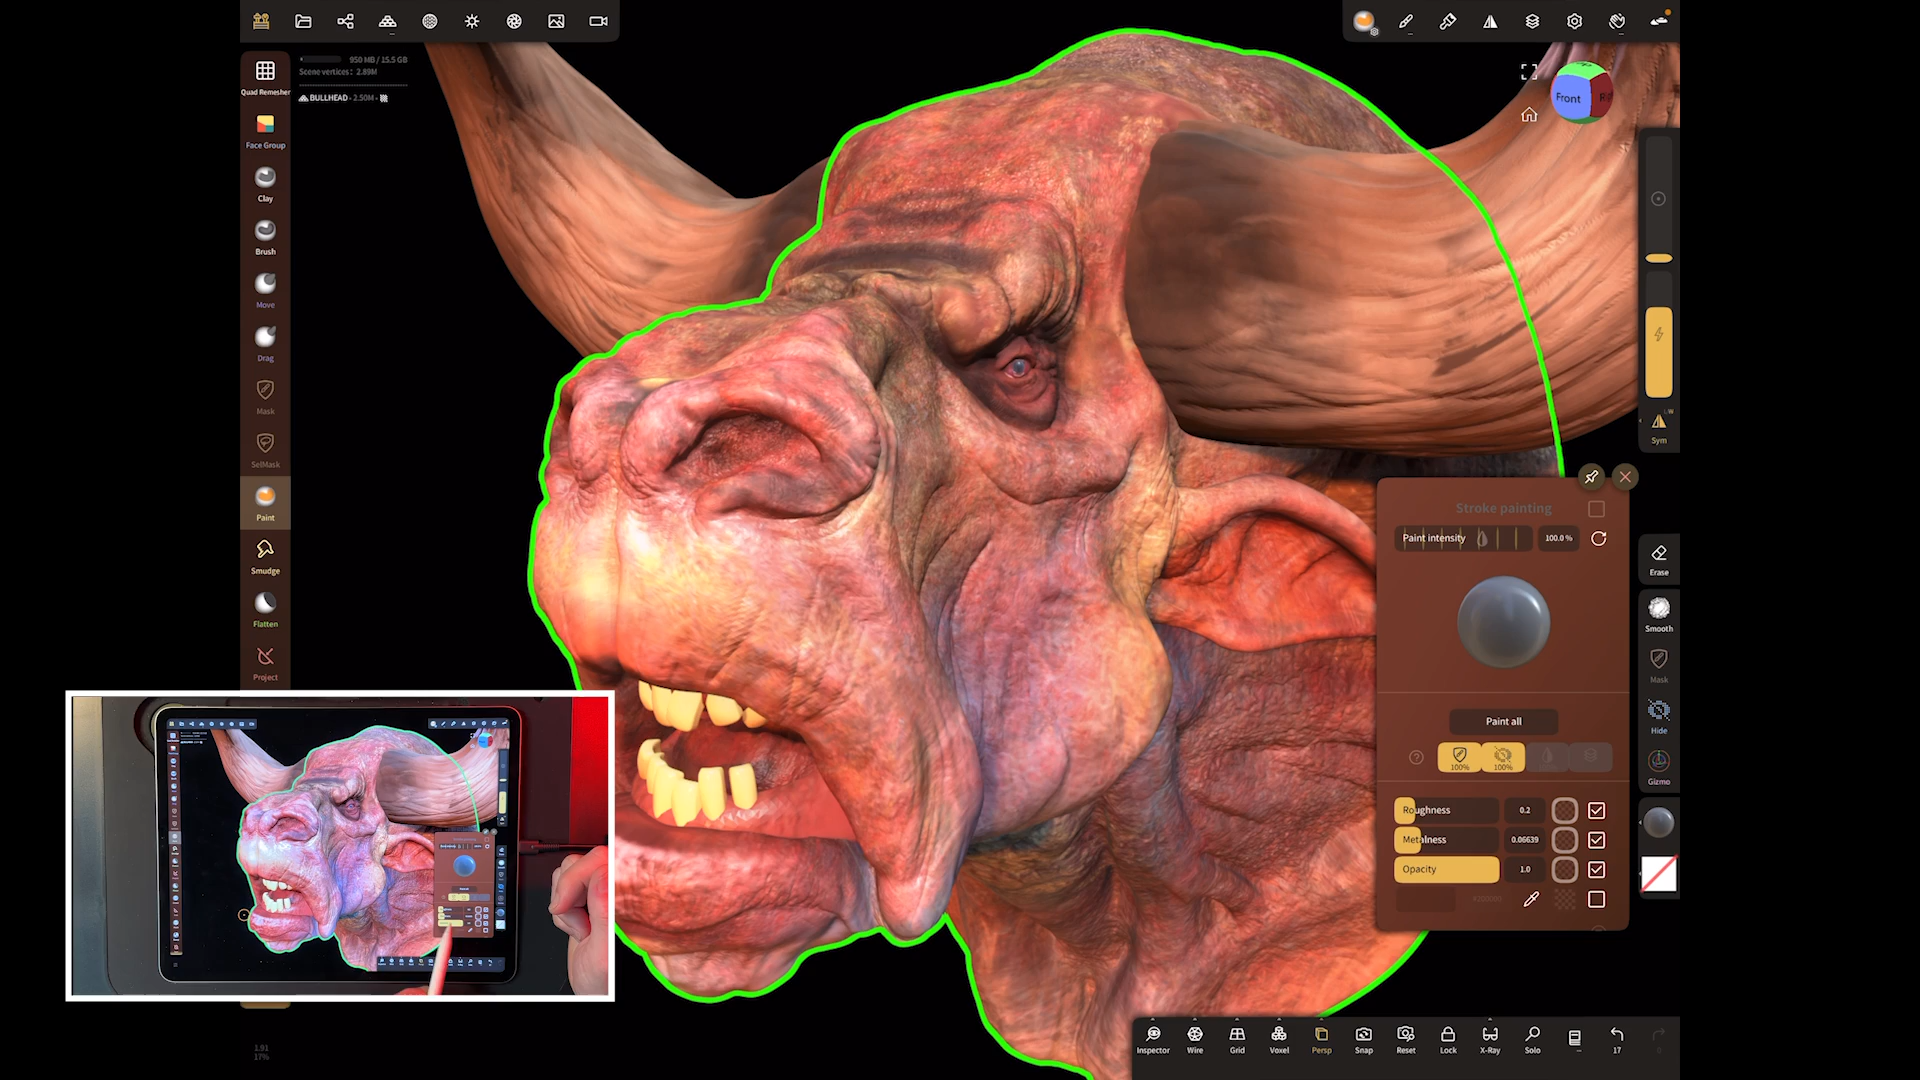 950 MB / 15.5 GB
Scene vertices: 2.89M
BULLHEAD - 2.50M -
Quad Remesher
Face Group
Clay
Brush
Move
Drag
Mask
SelMask
Paint
Smudge
Flatten
Project
1.91
17%
Front
Sym
Erase
Smooth
Mask
Hide
Gizmo
Stroke painting
Paint intensity
100.0 %
Paint all
100%
100%
Roughness
0.2
Metalness
0.06639
Opacity
1.0
Inspector
Wire
Grid
Voxel
Persp
Snap
Reset
Lock
X-Ray
Solo
17